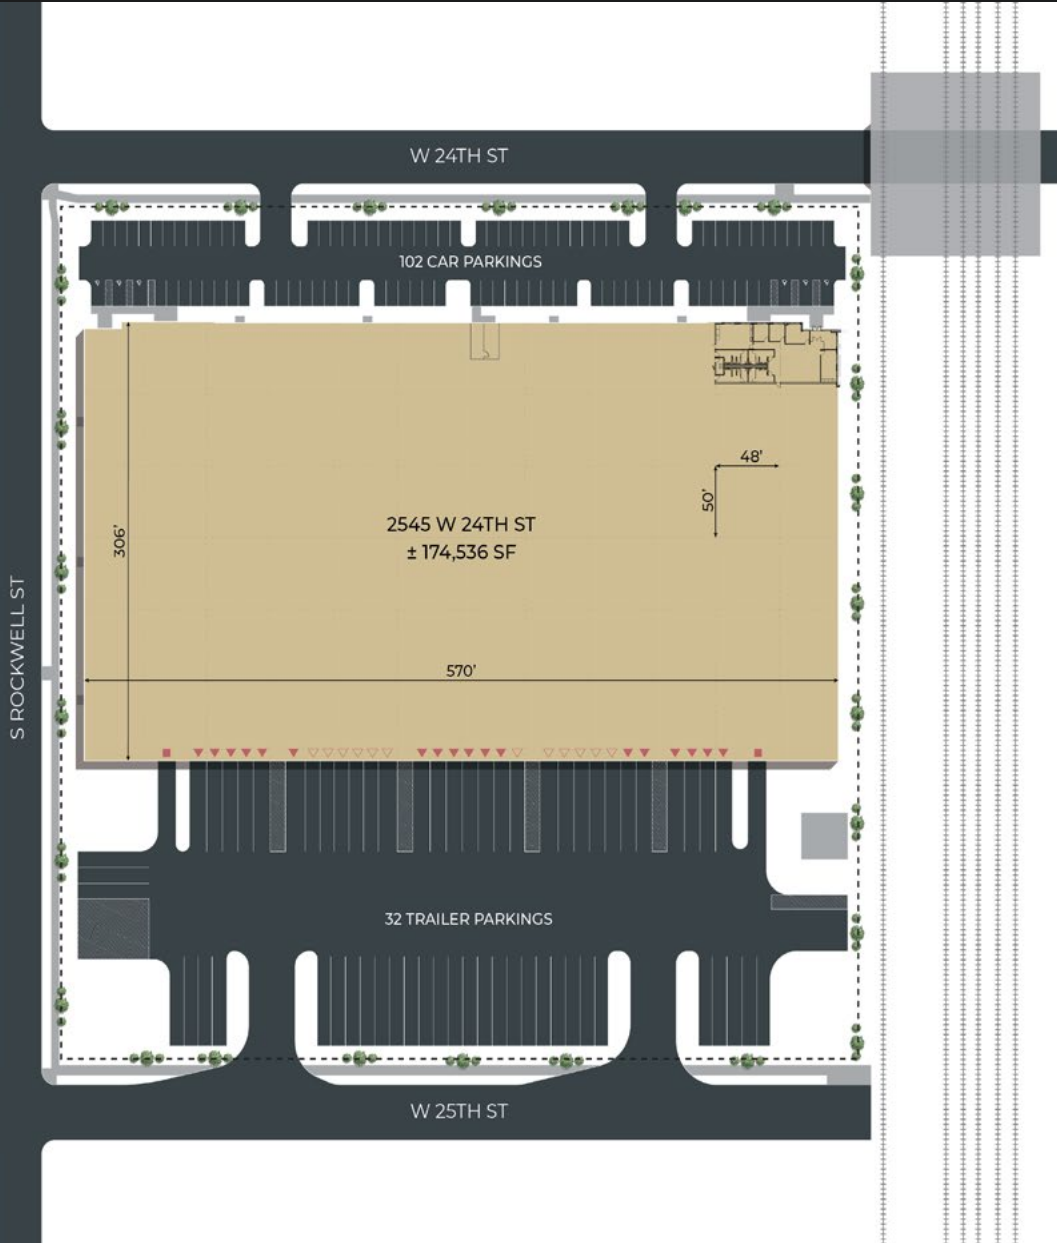 W 24TH ST
102 CAR PARKINGS
48'
50'
2545 W 24TH ST
± 174,536 SF
306'
570'
S ROCKWELL ST
32 TRAILER PARKINGS
W 25TH ST